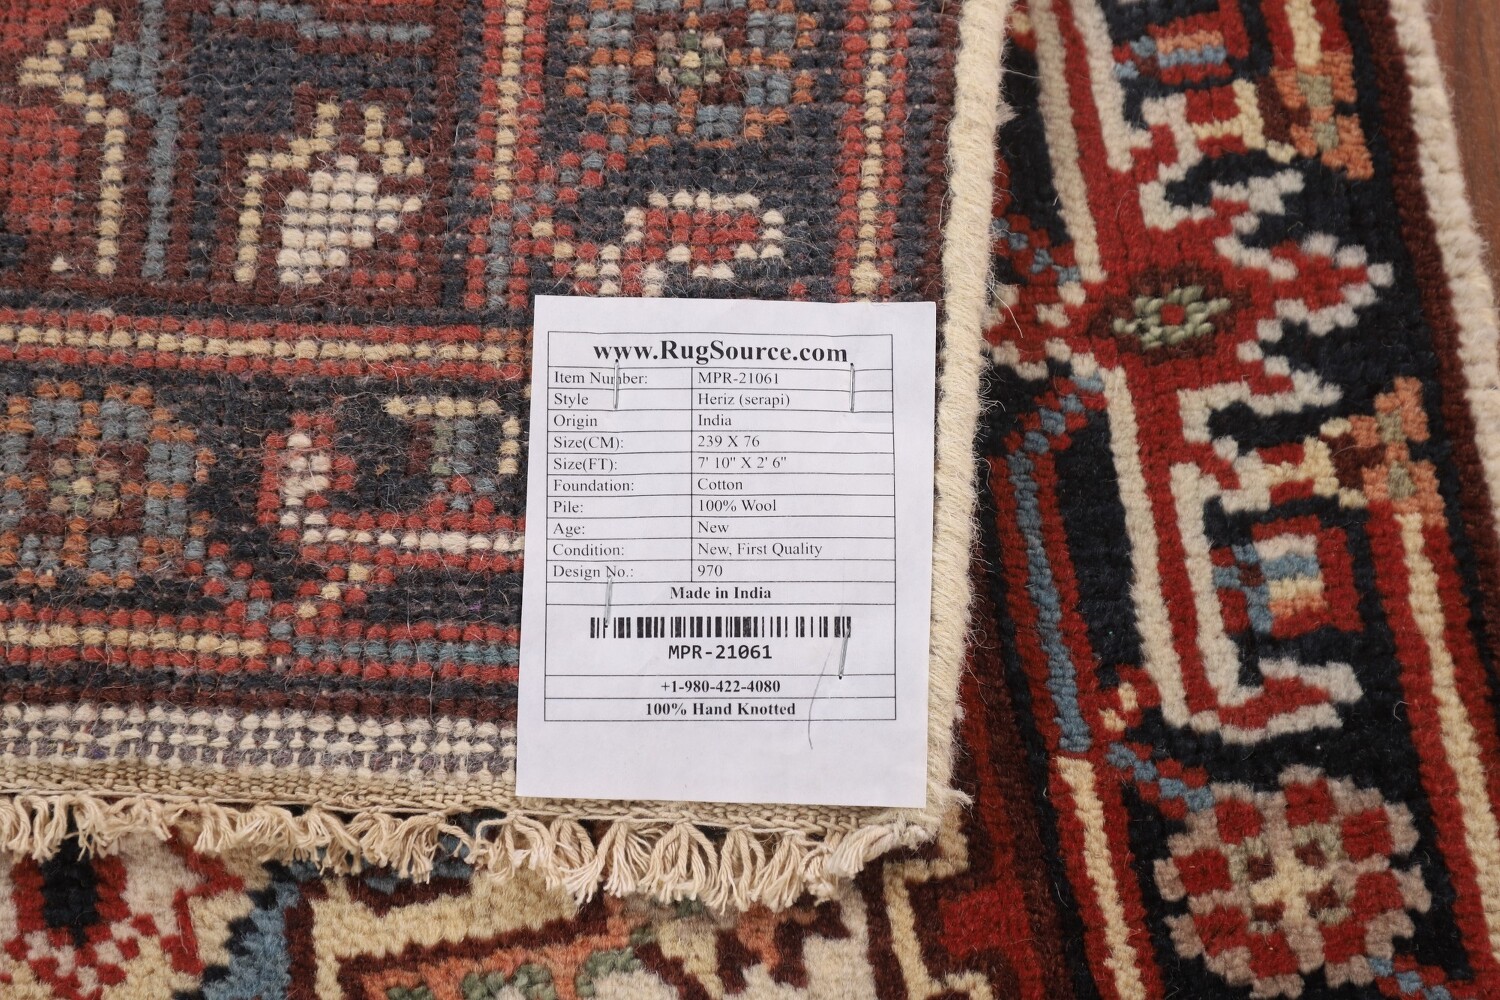 www.RugSource.com
Item Number: MPR-21061
Style Heriz (serapi)
Origin India
Size(CM): 239 X 76
Size(FT): 7' 10" X 2' 6"
Foundation: Cotton
Pile: 100% Wool
Age: New
Condition: New, First Quality
Design No.: 970
Made in India
MPR-21061
+1-980-422-4080
100% Hand Knotted